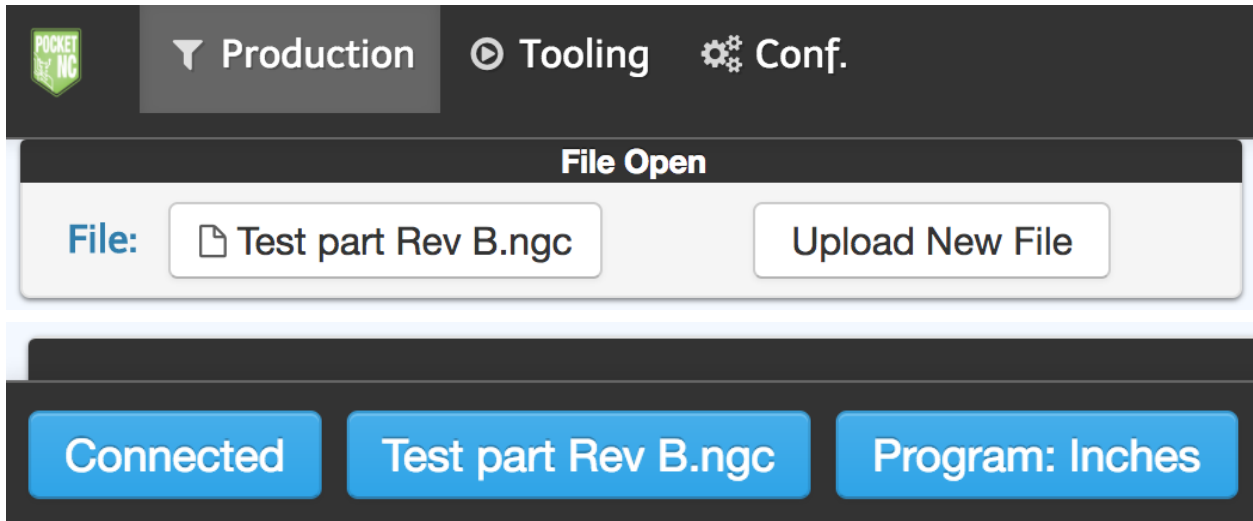 POCKET NC
Production Tooling Conf.
File Open
File: Test part Rev B.ngc Upload New File
Connected Test part Rev B.ngc Program: Inches